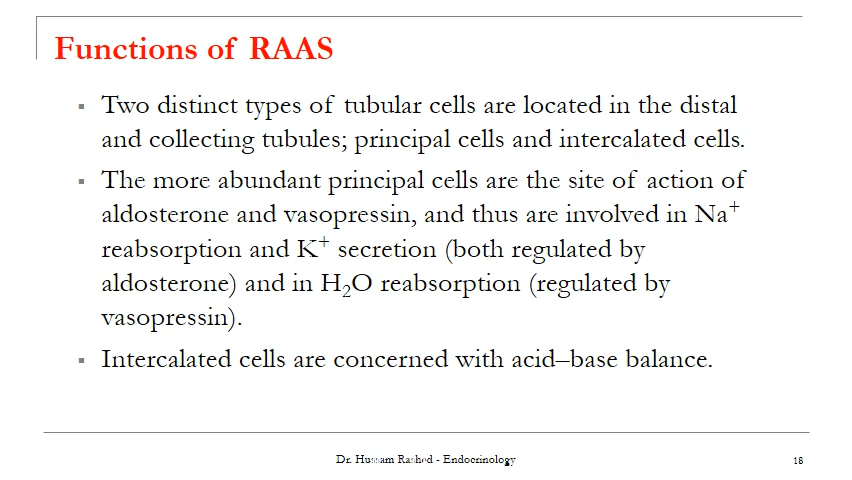 18
Functions of RAAS
▪ Two distinct types of tubular cells are located in the distal
and collecting tubules; principal cells and intercalated cells.
▪ The more abundant principal cells are the site of action of
aldosterone and vasopressin, and thus are involved in Na⁺
reabsorption and K⁺ secretion (both regulated by
aldosterone) and in H₂O reabsorption (regulated by
vasopressin).
▪ Intercalated cells are concerned with acid–base balance.
Dr. Hussam Rashed - Endocrinology
18